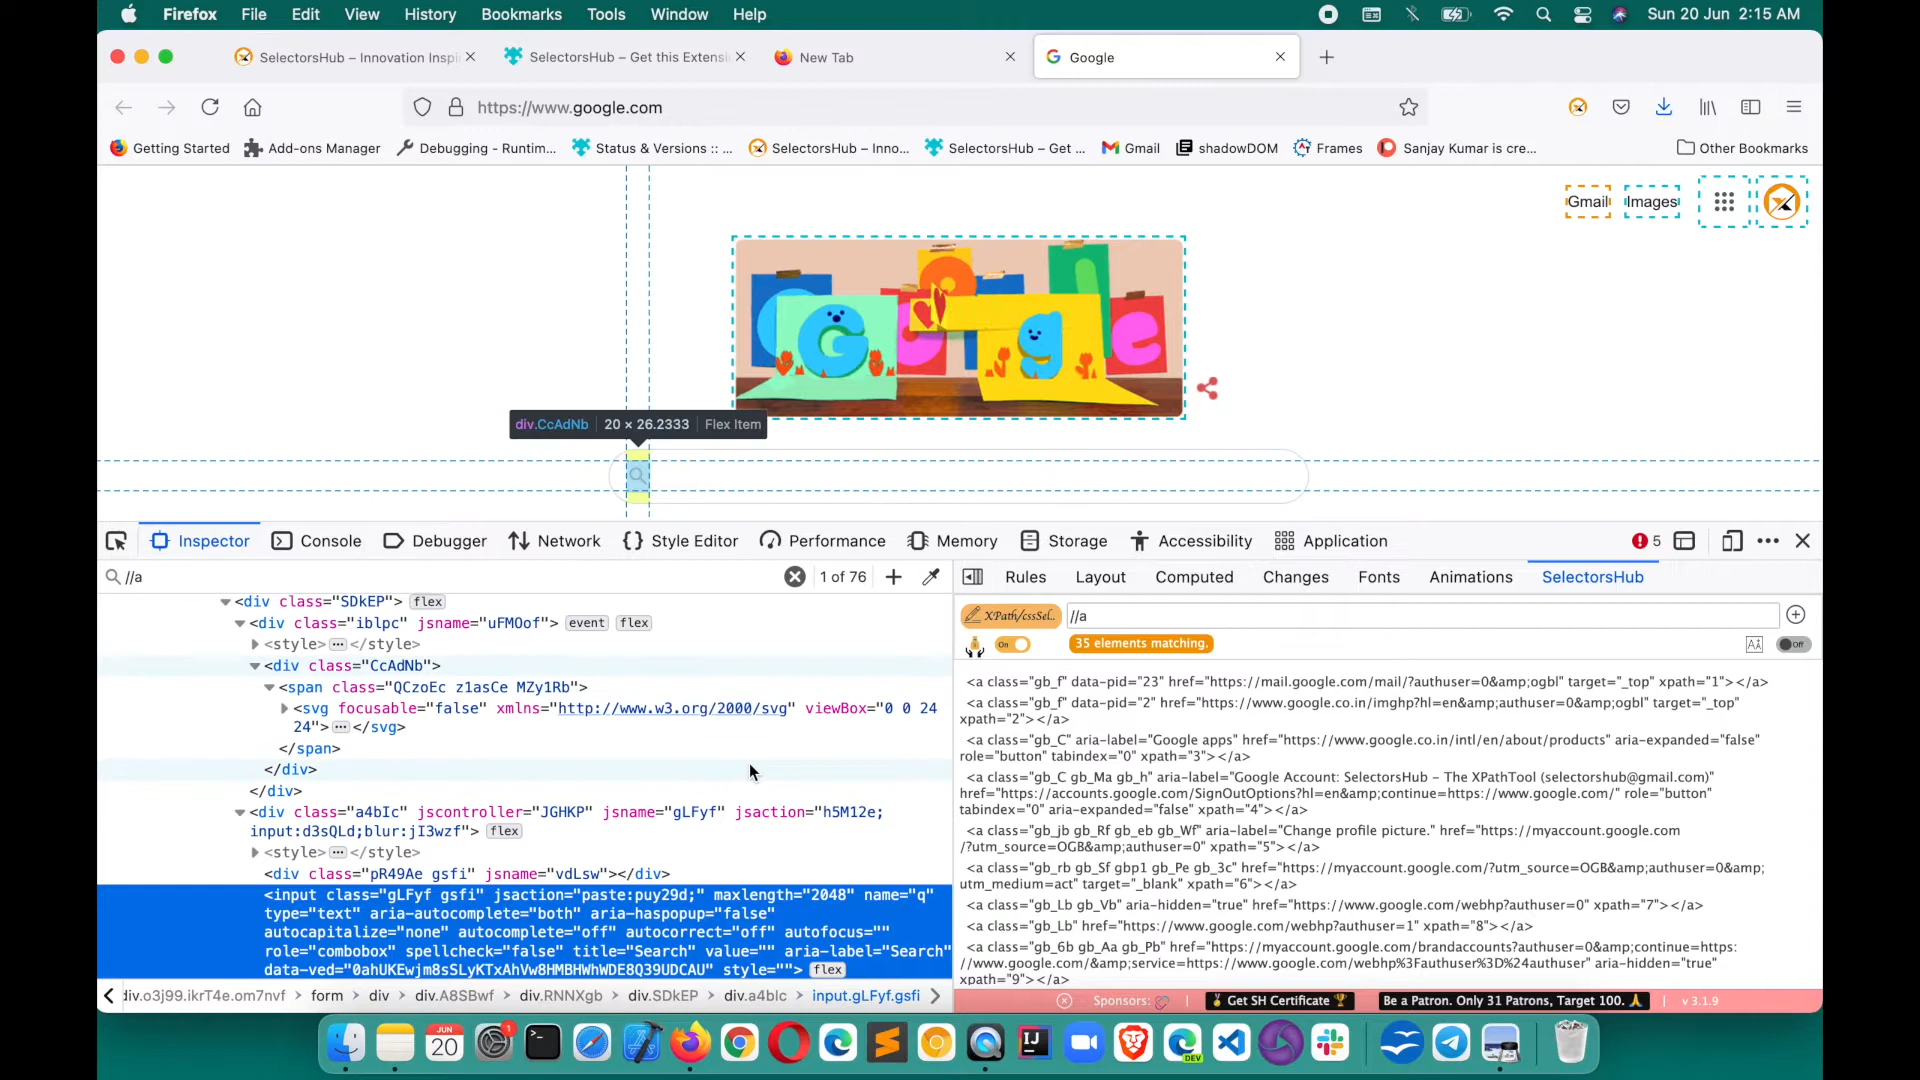 Firefox File Edit View History Bookmarks Tools Window Help Sun 20 Jun 2:15 AM
SelectorsHub – Innovation Inspi
SelectorsHub – Get this Extensi
New Tab
Google
https://www.google.com
Getting Started
Add-ons Manager
Debugging - Runtim...
Status & Versions :: ...
SelectorsHub – Inno...
SelectorsHub – Get ...
Gmail
shadowDOM
Frames
Sanjay Kumar is cre...
Other Bookmarks
Gmail Images
div.CcAdNb 20 × 26.2333 Flex Item
Inspector Console Debugger Network Style Editor Performance Memory Storage Accessibility Application 5
//a 1 of 76
<div class="SDkEP"> flex
<div class="iblpc" jsname="uFMOof"> event flex
<style> ••• </style>
<div class="CcAdNb">
<span class="QCzoEc z1asCe MZy1Rb">
<svg focusable="false" xmlns="http://www.w3.org/2000/svg" viewBox="0 0 24
24"> ••• </svg>
</span>
</div>
</div>
<div class="a4bIc" jscontroller="JGHKP" jsname="gLFyf" jsaction="h5M12e;
input:d3sQLd;blur:jI3wzf"> flex
<style> ••• </style>
<div class="pR49Ae gsfi" jsname="vdLsw"></div>
<input class="gLFyf gsfi" jsaction="paste:puy29d;" maxlength="2048" name="q"
type="text" aria-autocomplete="both" aria-haspopup="false"
autocapitalize="none" autocomplete="off" autocorrect="off" autofocus=""
role="combobox" spellcheck="false" title="Search" value="" aria-label="Search"
data-ved="0ahUKEwjm8sSLyKTxAhVw8HMBHWhWDE8Q39UDCAU" style=""> flex
div.o3j99.ikrT4e.om7nvf form div div.A8SBwf div.RNNXgb div.SDkEP div.a4bIc input.gLFyf.gsfi
Rules Layout Computed Changes Fonts Animations SelectorsHub
XPath/cssSel.. //a
On 35 elements matching. Off
<a class="gb_f" data-pid="23" href="https://mail.google.com/mail/?authuser=0&amp;ogbl" target="_top" xpath="1"></a>
<a class="gb_f" data-pid="2" href="https://www.google.co.in/imghp?hl=en&amp;authuser=0&amp;ogbl" target="_top"
xpath="2"></a>
<a class="gb_C" aria-label="Google apps" href="https://www.google.co.in/intl/en/about/products" aria-expanded="false"
role="button" tabindex="0" xpath="3"></a>
<a class="gb_C gb_Ma gb_h" aria-label="Google Account: SelectorsHub - The XPathTool (selectorshub@gmail.com)"
href="https://accounts.google.com/SignOutOptions?hl=en&amp;continue=https://www.google.com/" role="button"
tabindex="0" aria-expanded="false" xpath="4"></a>
<a class="gb_jb gb_Rf gb_eb gb_Wf" aria-label="Change profile picture." href="https://myaccount.google.com
/?utm_source=OGB&amp;authuser=0" xpath="5"></a>
<a class="gb_rb gb_Sf gbp1 gb_Pe gb_3c" href="https://myaccount.google.com/?utm_source=OGB&amp;authuser=0&amp;
utm_medium=act" target="_blank" xpath="6"></a>
<a class="gb_Lb gb_Vb" aria-hidden="true" href="https://www.google.com/webhp?authuser=0" xpath="7"></a>
<a class="gb_Lb" href="https://www.google.com/webhp?authuser=1" xpath="8"></a>
<a class="gb_6b gb_Aa gb_Pb" href="https://myaccount.google.com/brandaccounts?authuser=0&amp;continue=https:
//www.google.com/&amp;service=https://www.google.com/webhp%3Fauthuser%3D%24authuser" aria-hidden="true"
xpath="9"></a>
Sponsors: | Get SH Certificate | Be a Patron. Only 31 Patrons, Target 100. | v 3.1.9
JUN
20
1
IJ
DEV